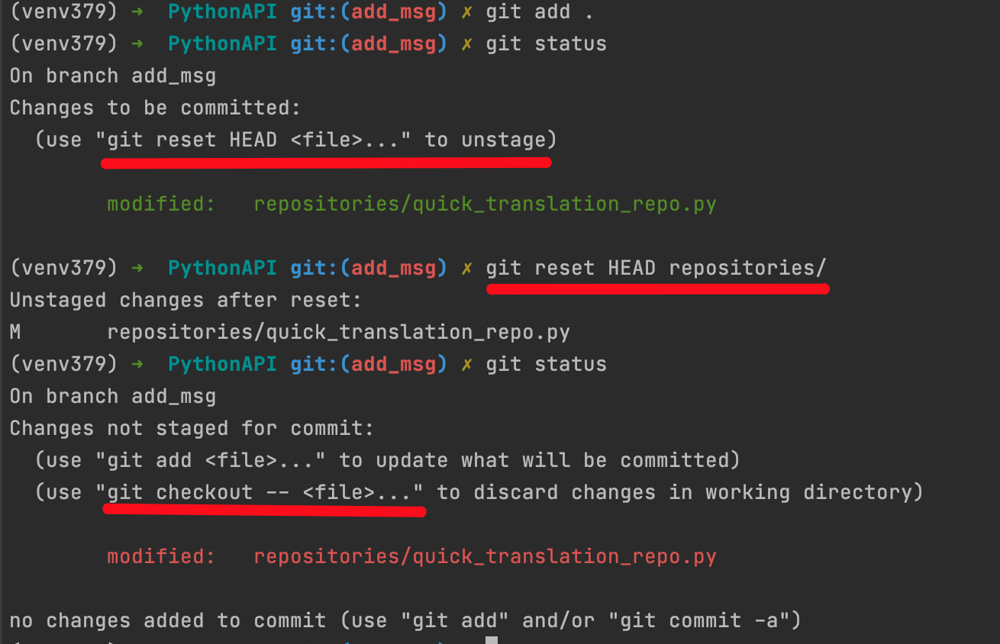 (venv379) ➜  PythonAPI git:(add_msg) ✗ git add .
(venv379) ➜  PythonAPI git:(add_msg) ✗ git status
On branch add_msg
Changes to be committed:
  (use "git reset HEAD <file>..." to unstage)
        modified:   repositories/quick_translation_repo.py
(venv379) ➜  PythonAPI git:(add_msg) ✗ git reset HEAD repositories/
Unstaged changes after reset:
M       repositories/quick_translation_repo.py
(venv379) ➜  PythonAPI git:(add_msg) ✗ git status
On branch add_msg
Changes not staged for commit:
  (use "git add <file>..." to update what will be committed)
  (use "git checkout -- <file>..." to discard changes in working directory)
        modified:   repositories/quick_translation_repo.py
no changes added to commit (use "git add" and/or "git commit -a")